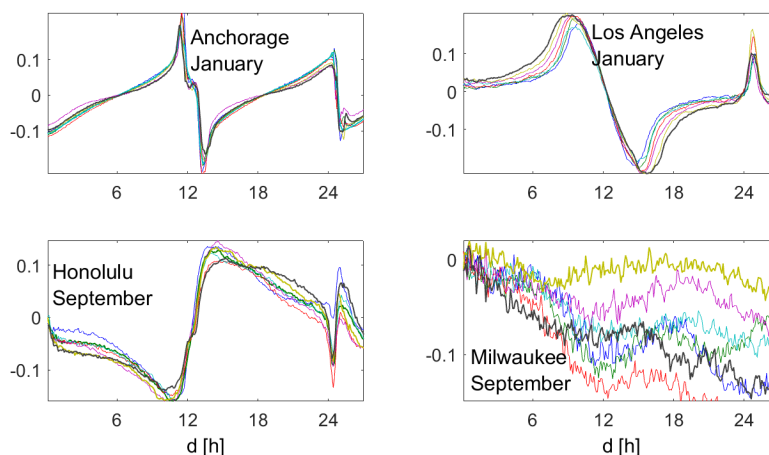 0.1
0
-0.1
Anchorage
January
6
12
18
24
0.1
0
-0.1
Los Angeles
January
6
12
18
24
0.1
0
-0.1
Honolulu
September
6
12
18
24
d [h]
0
-0.1
Milwaukee
September
6
12
18
24
d [h]